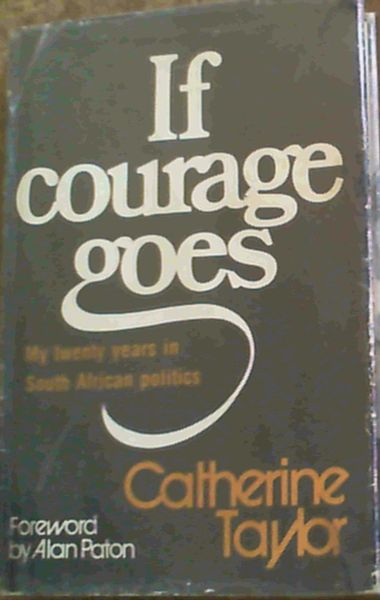 If
courage
goes
My twenty years in
South African politics
Catherine
Taylor
Foreword
by Alan Paton